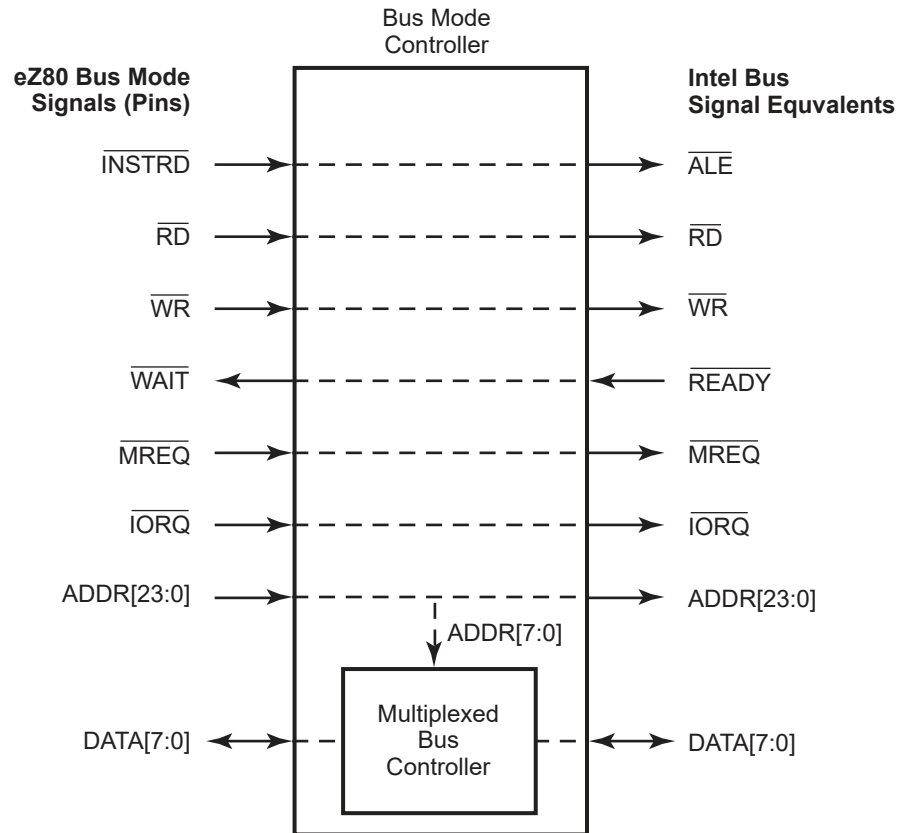 Bus Mode
Controller
eZ80 Bus Mode
Signals (Pins)
Intel Bus
Signal Equvalents
INSTRD
ALE
RD
RD
WR
WR
WAIT
READY
MREQ
MREQ
IORQ
IORQ
ADDR[23:0]
ADDR[23:0]
ADDR[7:0]
Multiplexed
Bus
Controller
DATA[7:0]
DATA[7:0]